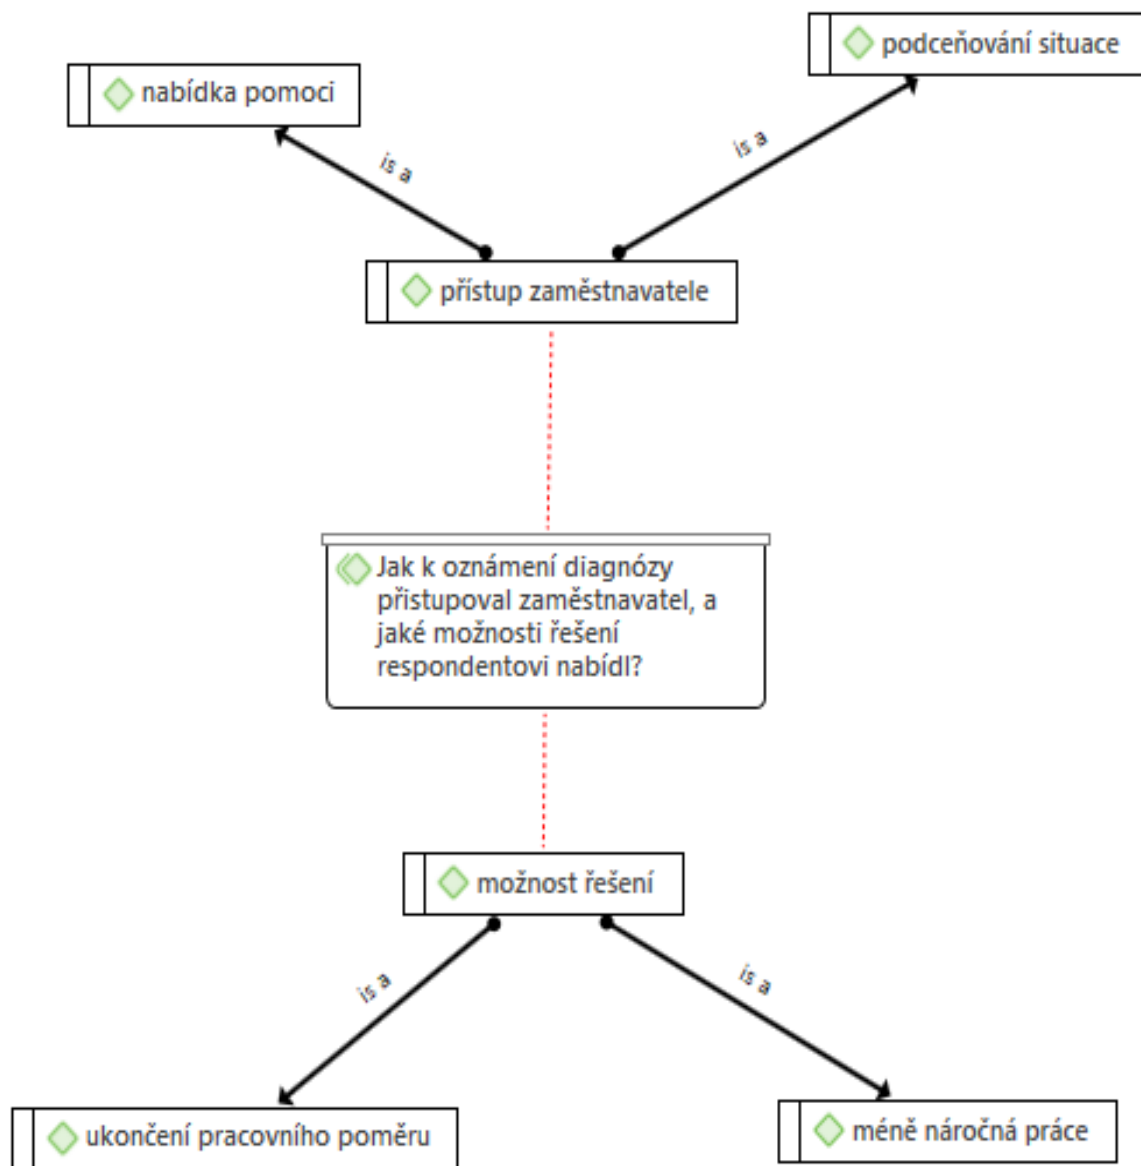 podceňování situace
nabídka pomoci
is a
is a
přístup zaměstnavatele
Jak k oznámení diagnózy
přistupoval zaměstnavatel, a
jaké možnosti řešení
respondentovi nabídl?
možnost řešení
is a
is a
ukončení pracovního poměru
méně náročná práce